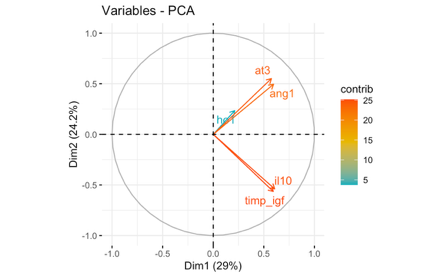 Variables - PCA
1.0
0.5
0.0
-0.5
-1.0
Dim2 (24.2%)
at3
ang1
il10
timp_igf
-1.0 -0.5 0.0 0.5 1.0
Dim1 (29%)
contrib
25
20
15
10
5